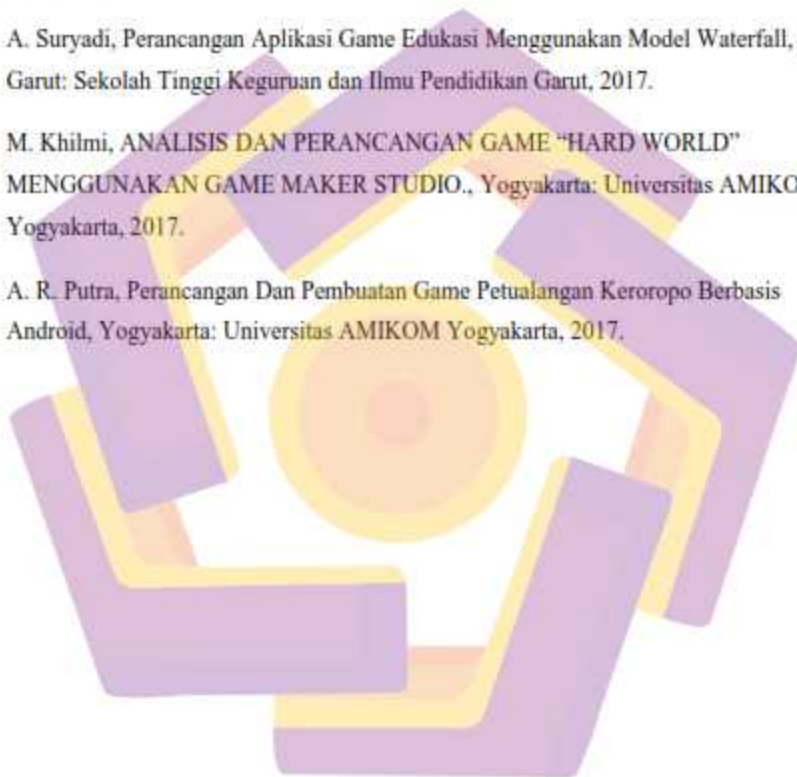 A. Suryadi, Perancangan Aplikasi Game Edukasi Menggunakan Model Waterfall,
Garut: Sekolah Tinggi Keguruan dan Ilmu Pendidikan Garut, 2017.
M. Khilmi, ANALISIS DAN PERANCANGAN GAME “HARD WORLD”
MENGGUNAKAN GAME MAKER STUDIO., Yogyakarta: Universitas AMIKO
Yogyakarta, 2017.
A. R. Putra, Perancangan Dan Pembuatan Game Petualangan Keroropo Berbasis
Android, Yogyakarta: Universitas AMIKOM Yogyakarta, 2017.